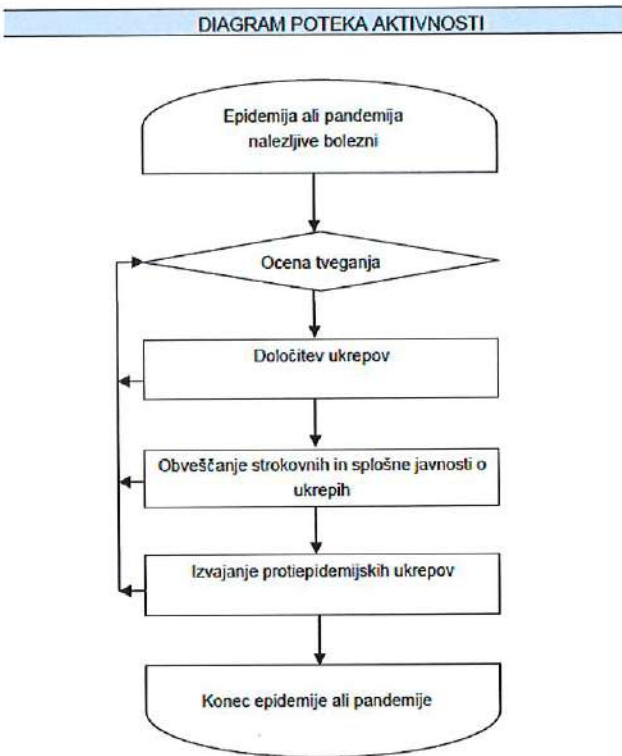 DIAGRAM POTEKA AKTIVNOSTI
Epidemija ali pandemija
nalezljive bolezni
Ocena tveganja
Določitev ukrepov
Obveščanje strokovnih in splošne javnosti o
ukrepih
Izvajanje protiepidemijskih ukrepov
Konec epidemije ali pandemije